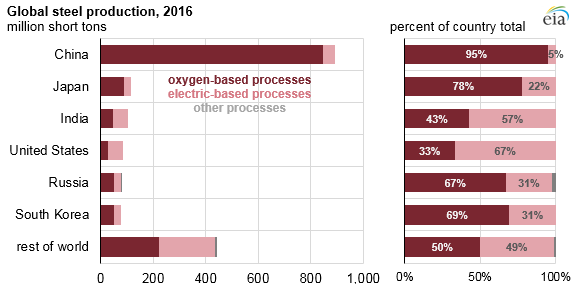 Global steel production, 2016
million short tons
percent of country total
eia
China
Japan
India
United States
Russia
South Korea
rest of world
oxygen-based processes
electric-based processes
other processes
0 200 400 600 800 1,000
95% 5%
78% 22%
43% 57%
33% 67%
67% 31%
69% 31%
50% 49%
0% 50% 100%